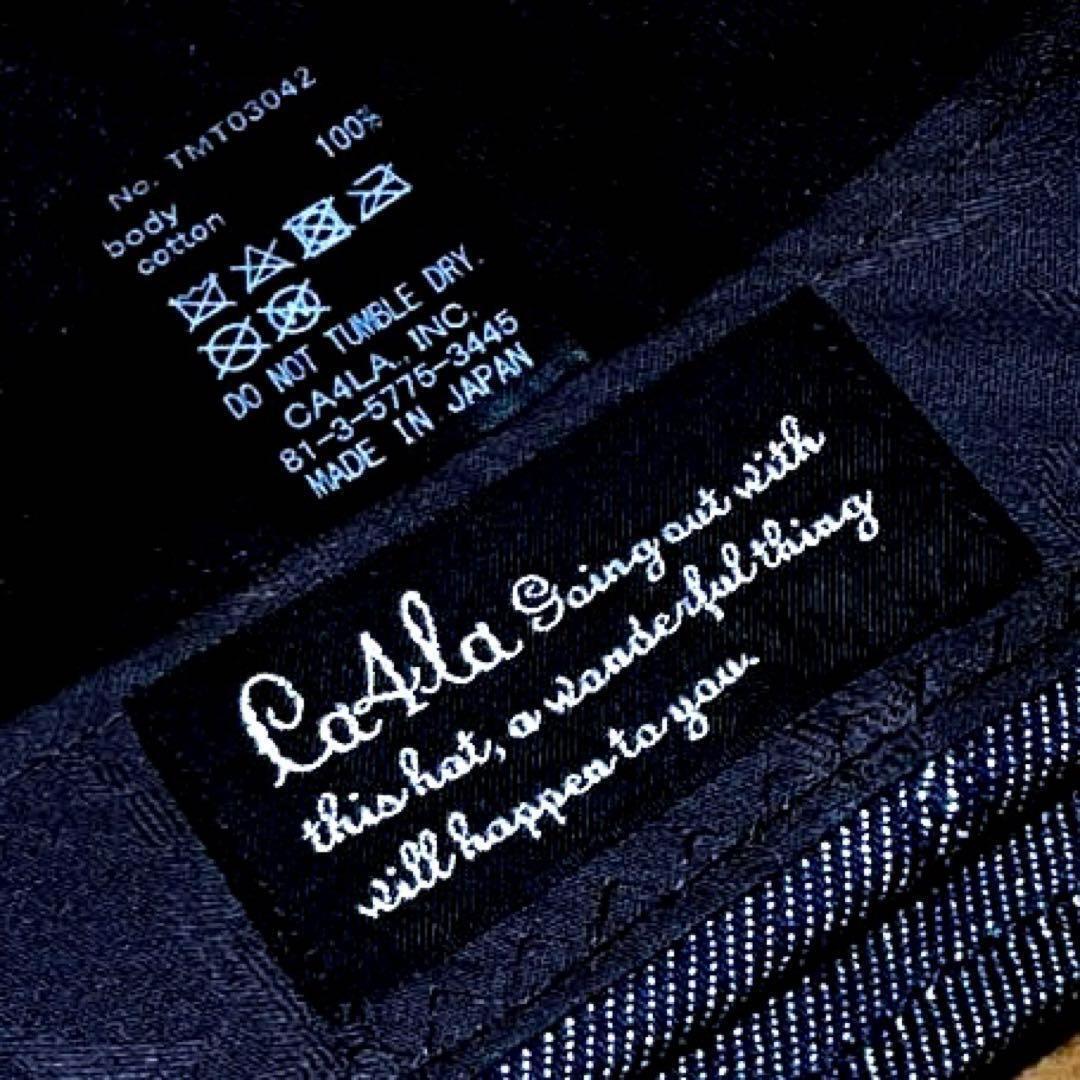 No. TMT03042
body
cotton 100%
DO NOT TUMBLE DRY.
CA4LA., INC.
81-3-5775-3445
MADE IN JAPAN
Ca4la Going out with
this hat, a wonderful thing
will happen to you.